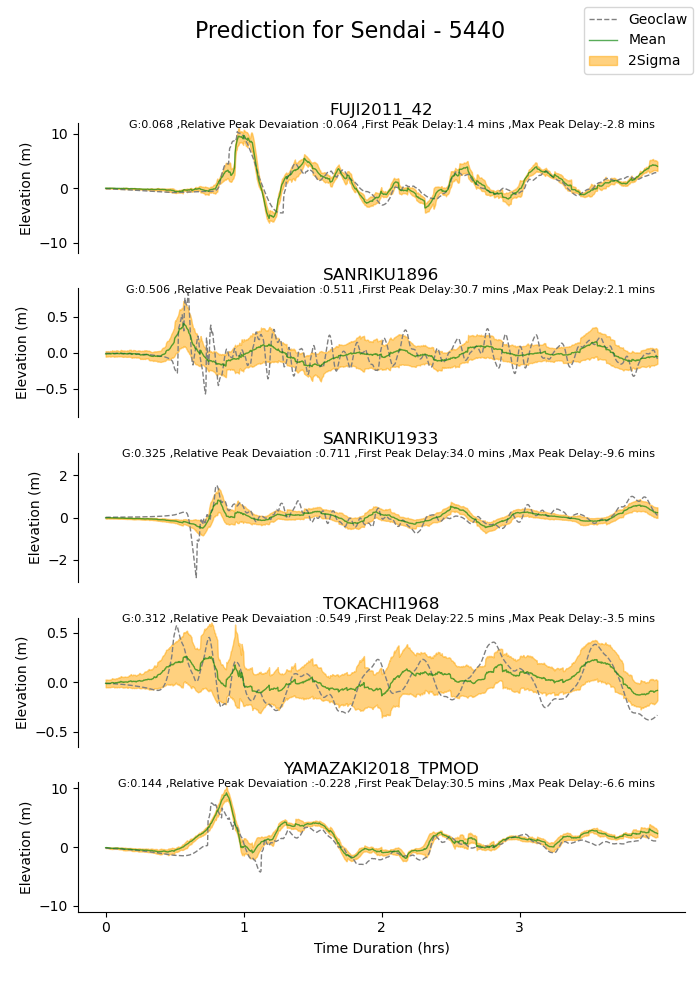 Prediction for Sendai - 5440
Geoclaw
Mean
2Sigma
FUJI2011_42
G:0.068 ,Relative Peak Devaiation :0.064 ,First Peak Delay:1.4 mins ,Max Peak Delay:-2.8 mins
10
0
−10
Elevation (m)
SANRIKU1896
G:0.506 ,Relative Peak Devaiation :0.511 ,First Peak Delay:30.7 mins ,Max Peak Delay:2.1 mins
0.5
0.0
−0.5
Elevation (m)
SANRIKU1933
G:0.325 ,Relative Peak Devaiation :0.711 ,First Peak Delay:34.0 mins ,Max Peak Delay:-9.6 mins
2
0
−2
Elevation (m)
TOKACHI1968
G:0.312 ,Relative Peak Devaiation :0.549 ,First Peak Delay:22.5 mins ,Max Peak Delay:-3.5 mins
0.5
0.0
−0.5
Elevation (m)
YAMAZAKI2018_TPMOD
G:0.144 ,Relative Peak Devaiation :-0.228 ,First Peak Delay:30.5 mins ,Max Peak Delay:-6.6 mins
10
0
−10
Elevation (m)
0 1 2 3
Time Duration (hrs)